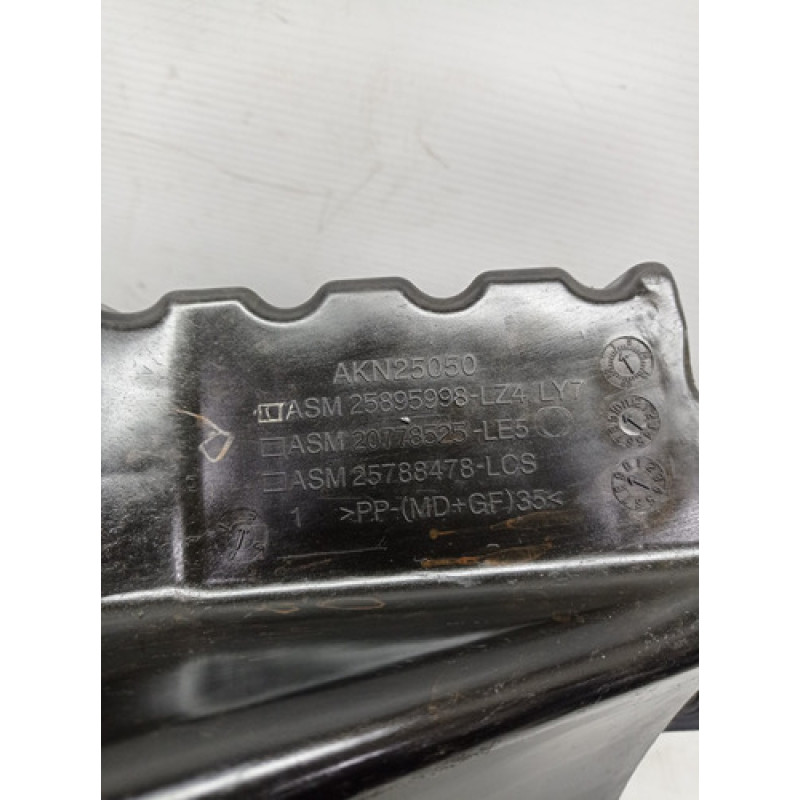 AKN25050
ASM 25895998-LZ4 LY7
ASM 20778525-LE5
ASM 25788478-LCS
1 >PP-(MD+GF)35<